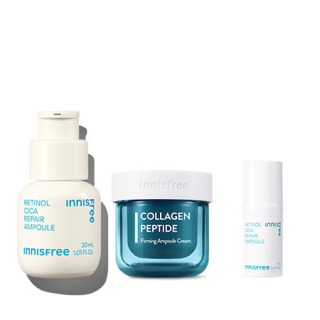 RETINOL
CICA
REPAIR
AMPOULE
innisfree
30mL
1.01 FL.OZ.
innisfree
innisfree
COLLAGEN
PEPTIDE
Firming Ampoule Cream
RETINOL
CICA
REPAIR
AMPOULE
innisfree
innisfree